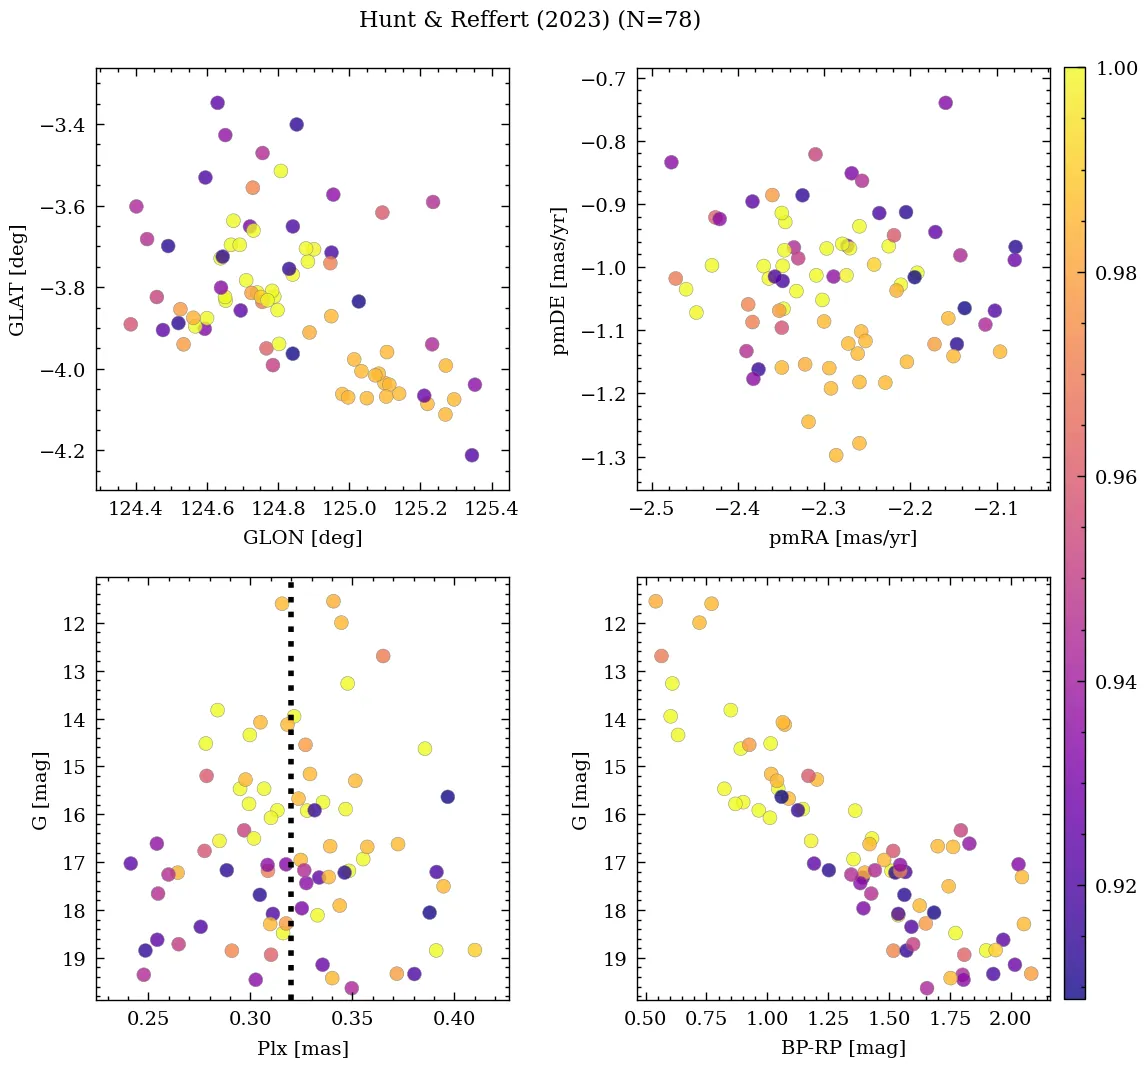 Hunt & Reffert (2023) (N=78)
GLAT [deg]
−3.4
−3.6
−3.8
−4.0
−4.2
124.4 124.6 124.8 125.0 125.2 125.4
GLON [deg]
pmDE [mas/yr]
−0.7
−0.8
−0.9
−1.0
−1.1
−1.2
−1.3
−2.5 −2.4 −2.3 −2.2 −2.1
pmRA [mas/yr]
G [mag]
12
13
14
15
16
17
18
19
0.25 0.30 0.35 0.40
Plx [mas]
G [mag]
12
13
14
15
16
17
18
19
0.50 0.75 1.00 1.25 1.50 1.75 2.00
BP-RP [mag]
1.00
0.98
0.96
0.94
0.92